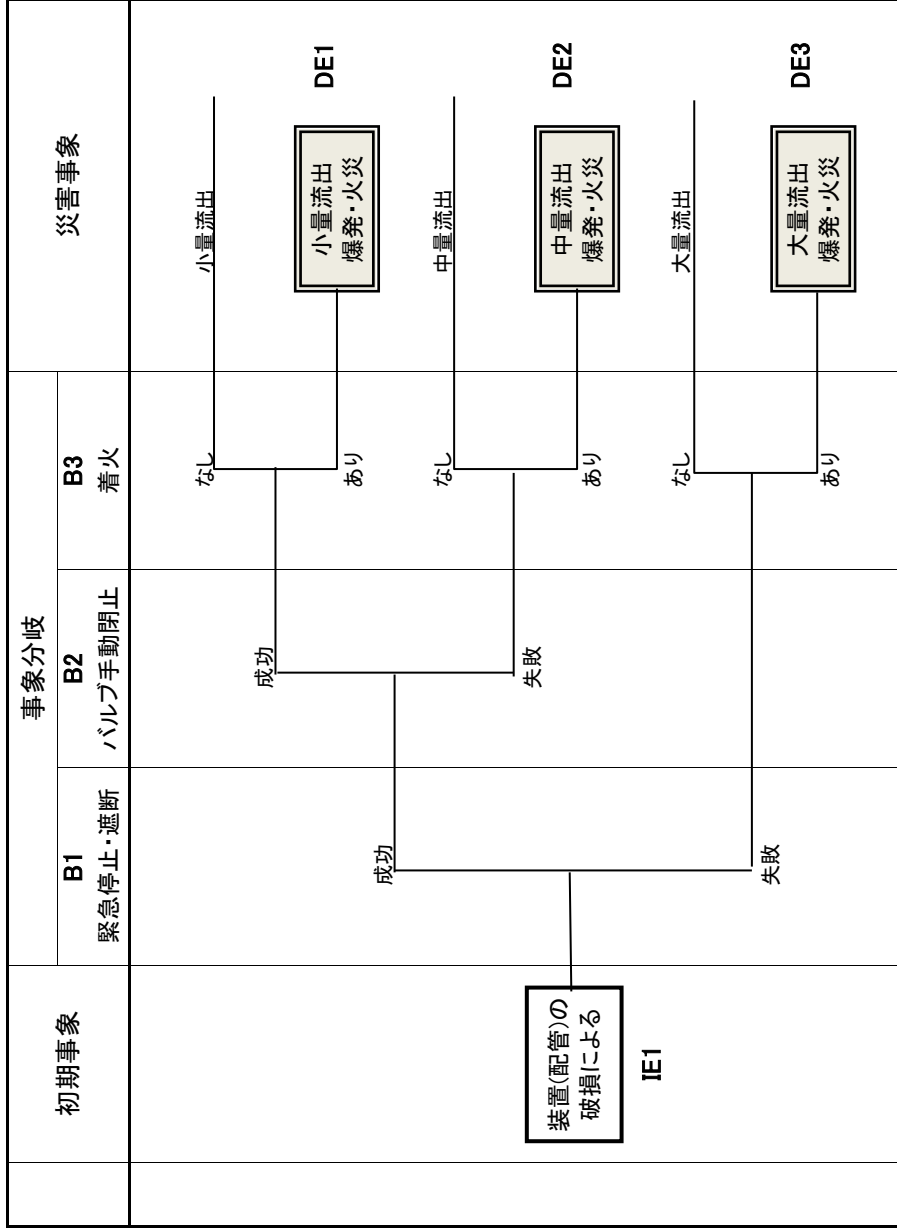 初期事象
事象分岐
災害事象
B1
緊急停止・遮断
B2
バルブ手動閉止
B3
着火
装置(配管)の
破損による
IE1
成功
失敗
成功
失敗
なし
あり
なし
あり
なし
あり
小量流出
小量流出
爆発・火災
DE1
中量流出
中量流出
爆発・火災
DE2
大量流出
大量流出
爆発・火災
DE3